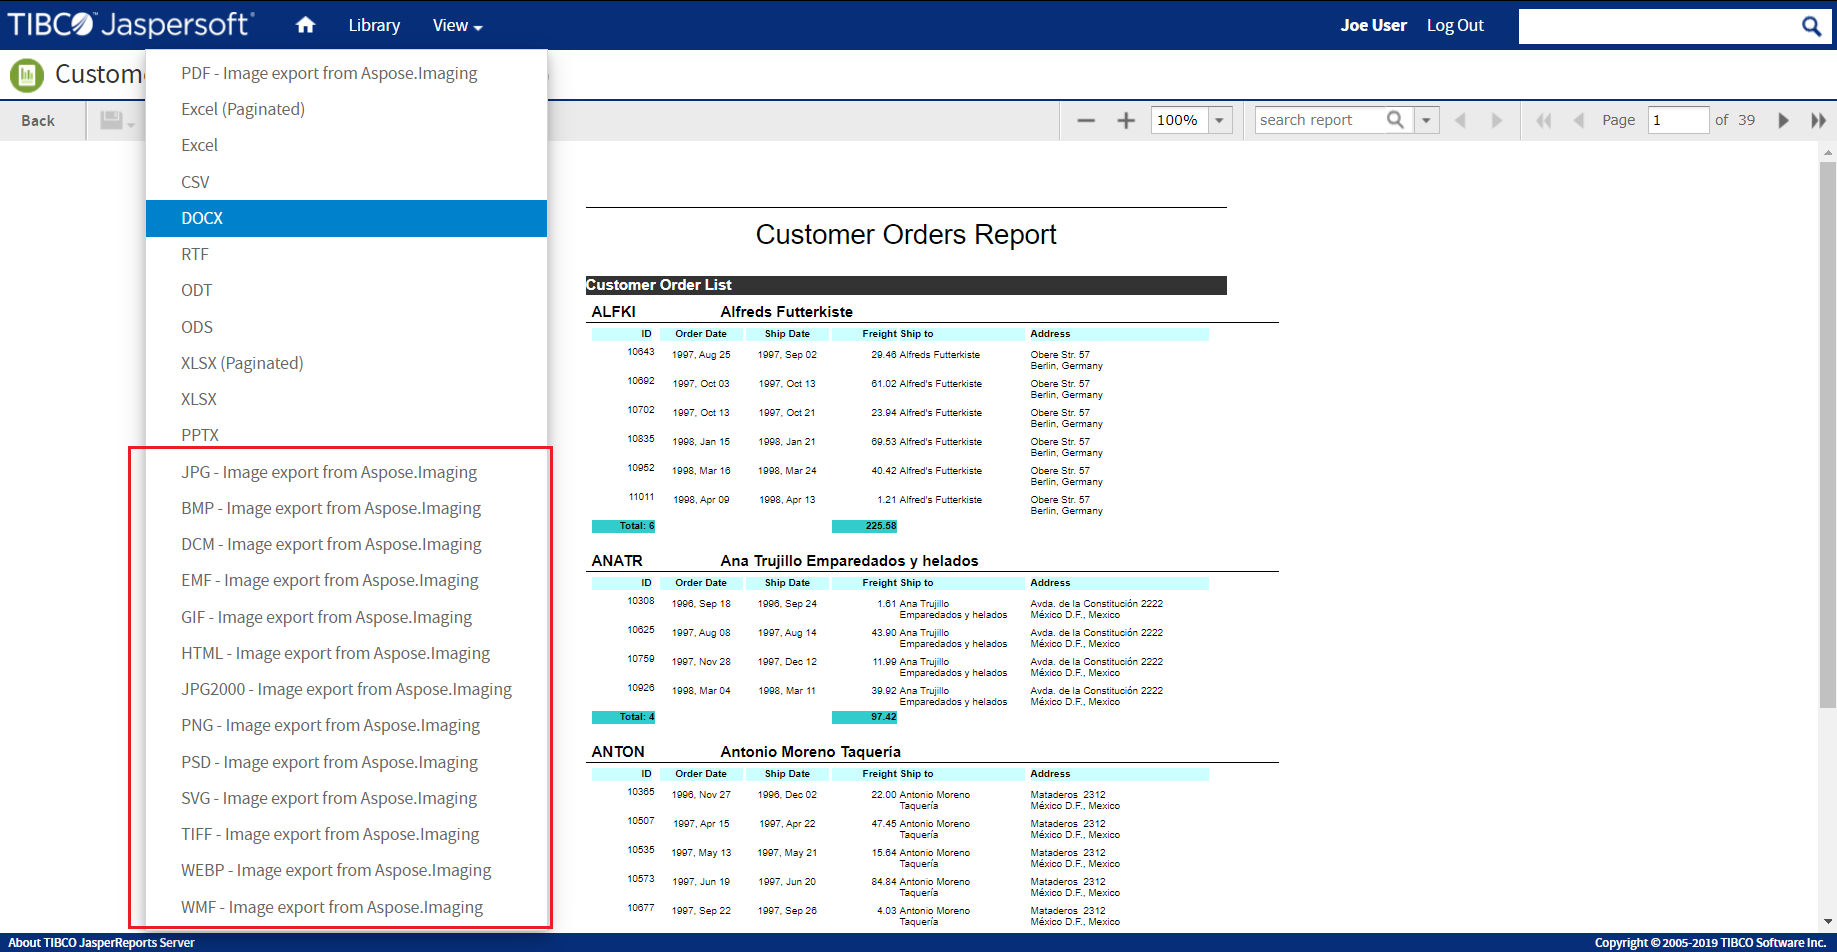 TIBCO Jaspersoft Library View Joe User Log Out
Custome
Back 100% search report Page 1 of 39
PDF - Image export from Aspose.Imaging
Excel (Paginated)
Excel
CSV
DOCX
RTF
ODT
ODS
XLSX (Paginated)
XLSX
PPTX
JPG - Image export from Aspose.Imaging
BMP - Image export from Aspose.Imaging
DCM - Image export from Aspose.Imaging
EMF - Image export from Aspose.Imaging
GIF - Image export from Aspose.Imaging
HTML - Image export from Aspose.Imaging
JPG2000 - Image export from Aspose.Imaging
PNG - Image export from Aspose.Imaging
PSD - Image export from Aspose.Imaging
SVG - Image export from Aspose.Imaging
TIFF - Image export from Aspose.Imaging
WEBP - Image export from Aspose.Imaging
WMF - Image export from Aspose.Imaging
Customer Orders Report
Customer Order List
ALFKI Alfreds Futterkiste
ID Order Date Ship Date Freight Ship to Address
10643 1997, Aug 25 1997, Sep 02 29.46 Alfreds Futterkiste Obere Str. 57
Berlin, Germany
10692 1997, Oct 03 1997, Oct 13 61.02 Alfred's Futterkiste Obere Str. 57
Berlin, Germany
10702 1997, Oct 13 1997, Oct 21 23.94 Alfred's Futterkiste Obere Str. 57
Berlin, Germany
10835 1998, Jan 15 1998, Jan 21 69.53 Alfred's Futterkiste Obere Str. 57
Berlin, Germany
10952 1998, Mar 16 1998, Mar 24 40.42 Alfred's Futterkiste Obere Str. 57
Berlin, Germany
11011 1998, Apr 09 1998, Apr 13 1.21 Alfred's Futterkiste Obere Str. 57
Berlin, Germany
Total: 6 225.58
ANATR Ana Trujillo Emparedados y helados
ID Order Date Ship Date Freight Ship to Address
10308 1996, Sep 18 1996, Sep 24 1.61 Ana Trujillo Avda. de la Constitución 2222
Emparedados y helados México D.F., Mexico
10625 1997, Aug 08 1997, Aug 14 43.90 Ana Trujillo Avda. de la Constitución 2222
Emparedados y helados México D.F., Mexico
10759 1997, Nov 28 1997, Dec 12 11.99 Ana Trujillo Avda. de la Constitución 2222
Emparedados y helados México D.F., Mexico
10926 1998, Mar 04 1998, Mar 11 39.92 Ana Trujillo Avda. de la Constitución 2222
Emparedados y helados México D.F., Mexico
Total: 4 97.42
ANTON Antonio Moreno Taquería
ID Order Date Ship Date Freight Ship to Address
10365 1996, Nov 27 1996, Dec 02 22.00 Antonio Moreno Mataderos 2312
Taquería México D.F., Mexico
10507 1997, Apr 15 1997, Apr 22 47.45 Antonio Moreno Mataderos 2312
Taquería México D.F., Mexico
10535 1997, May 13 1997, May 21 15.64 Antonio Moreno Mataderos 2312
Taquería México D.F., Mexico
10573 1997, Jun 19 1997, Jun 20 84.84 Antonio Moreno Mataderos 2312
Taquería México D.F., Mexico
10677 1997, Sep 22 1997, Sep 26 4.03 Antonio Moreno Mataderos 2312
Taquería México D.F., Mexico
About TIBCO JasperReports Server Copyright © 2005-2019 TIBCO Software Inc.